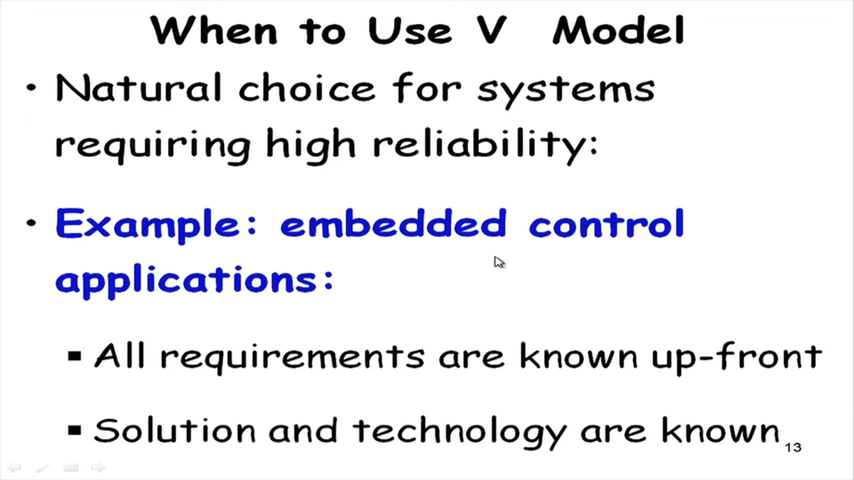 When to Use V Model
• Natural choice for systems
requiring high reliability:
• Example: embedded control
applications:
▪ All requirements are known up-front
▪ Solution and technology are known
13